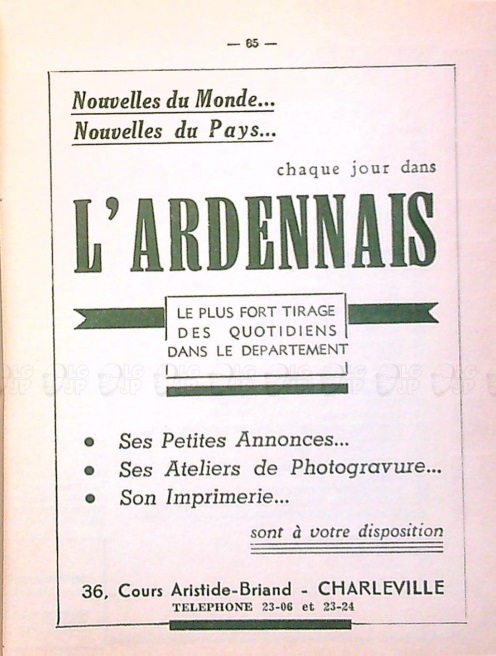 — 65 —
Nouvelles du Monde...
Nouvelles du Pays...
chaque jour dans
L'ARDENNAIS
LE PLUS FORT TIRAGE
DES QUOTIDIENS
DANS LE DEPARTEMENT
● Ses Petites Annonces...
● Ses Ateliers de Photogravure...
● Son Imprimerie...
sont à votre disposition
36, Cours Aristide-Briand - CHARLEVILLE
TELEPHONE 23-06 et 23-24